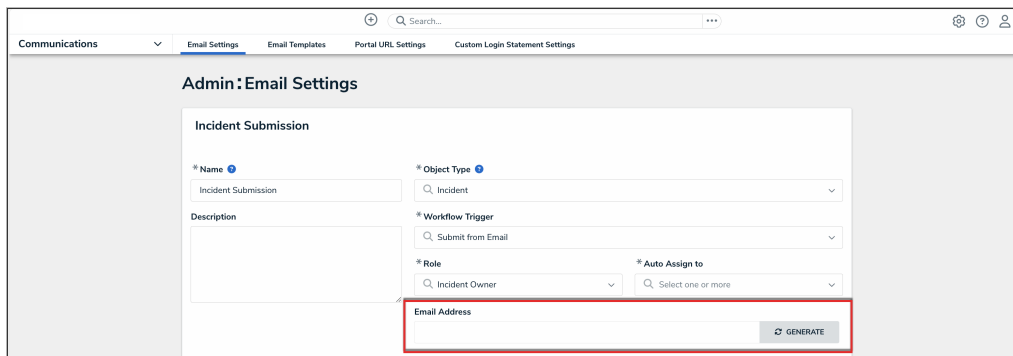 Search...
Communications
Email Settings Email Templates Portal URL Settings Custom Login Statement Settings
Admin:Email Settings
Incident Submission
*Name ?
*Object Type ?
Incident Submission
Incident
Description
*Workflow Trigger
Submit from Email
*Role
*Auto Assign to
Incident Owner
Select one or more
Email Address
GENERATE